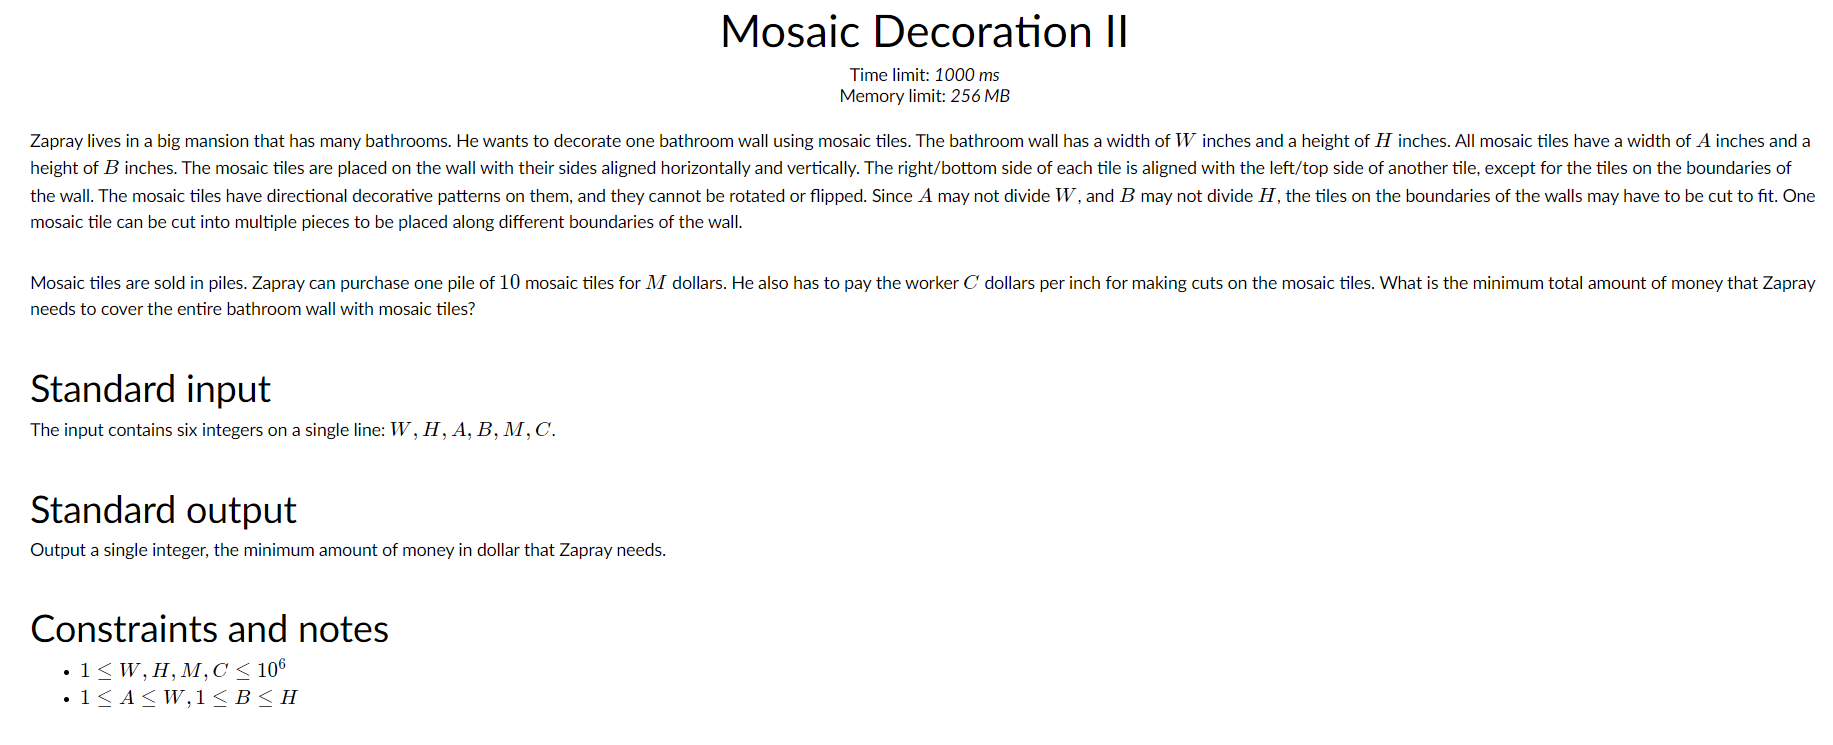 Mosaic Decoration II
Time limit: 1000 ms
Memory limit: 256 MB
Zapray lives in a big mansion that has many bathrooms. He wants to decorate one bathroom wall using mosaic tiles. The bathroom wall has a width of W inches and a height of H inches. All mosaic tiles have a width of A inches and a
height of B inches. The mosaic tiles are placed on the wall with their sides aligned horizontally and vertically. The right/bottom side of each tile is aligned with the left/top side of another tile, except for the tiles on the boundaries of
the wall. The mosaic tiles have directional decorative patterns on them, and they cannot be rotated or flipped. Since A may not divide W, and B may not divide H, the tiles on the boundaries of the walls may have to be cut to fit. One
mosaic tile can be cut into multiple pieces to be placed along different boundaries of the wall.
Mosaic tiles are sold in piles. Zapray can purchase one pile of 10 mosaic tiles for M dollars. He also has to pay the worker C dollars per inch for making cuts on the mosaic tiles. What is the minimum total amount of money that Zapray
needs to cover the entire bathroom wall with mosaic tiles?
Standard input
The input contains six integers on a single line: W, H, A, B, M, C.
Standard output
Output a single integer, the minimum amount of money in dollar that Zapray needs.
Constraints and notes
• 1 ≤ W, H, M, C ≤ 10⁶
• 1 ≤ A ≤ W, 1 ≤ B ≤ H